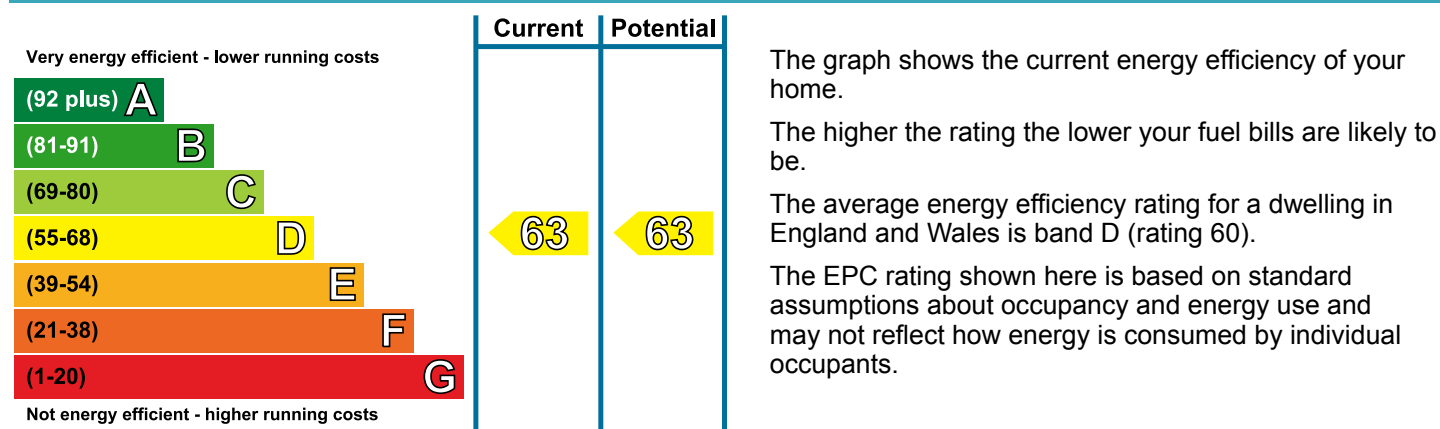 Current Potential
Very energy efficient - lower running costs
(92 plus) A
(81-91) B
(69-80) C
(55-68) D 63 63
(39-54) E
(21-38) F
(1-20) G
Not energy efficient - higher running costs
The graph shows the current energy efficiency of your
home.
The higher the rating the lower your fuel bills are likely to
be.
The average energy efficiency rating for a dwelling in
England and Wales is band D (rating 60).
The EPC rating shown here is based on standard
assumptions about occupancy and energy use and
may not reflect how energy is consumed by individual
occupants.